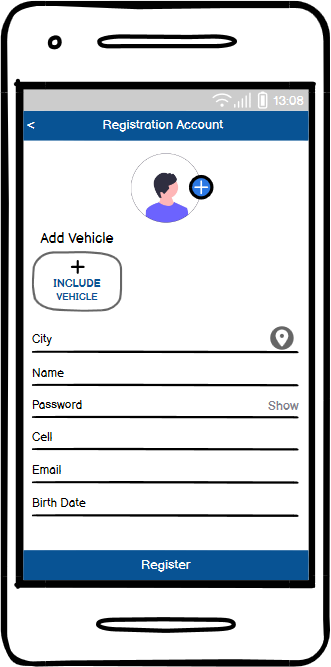 13:08
< Registration Account
Add Vehicle
INCLUDE
VEHICLE
City
Name
Password Show
Cell
Email
Birth Date
Register